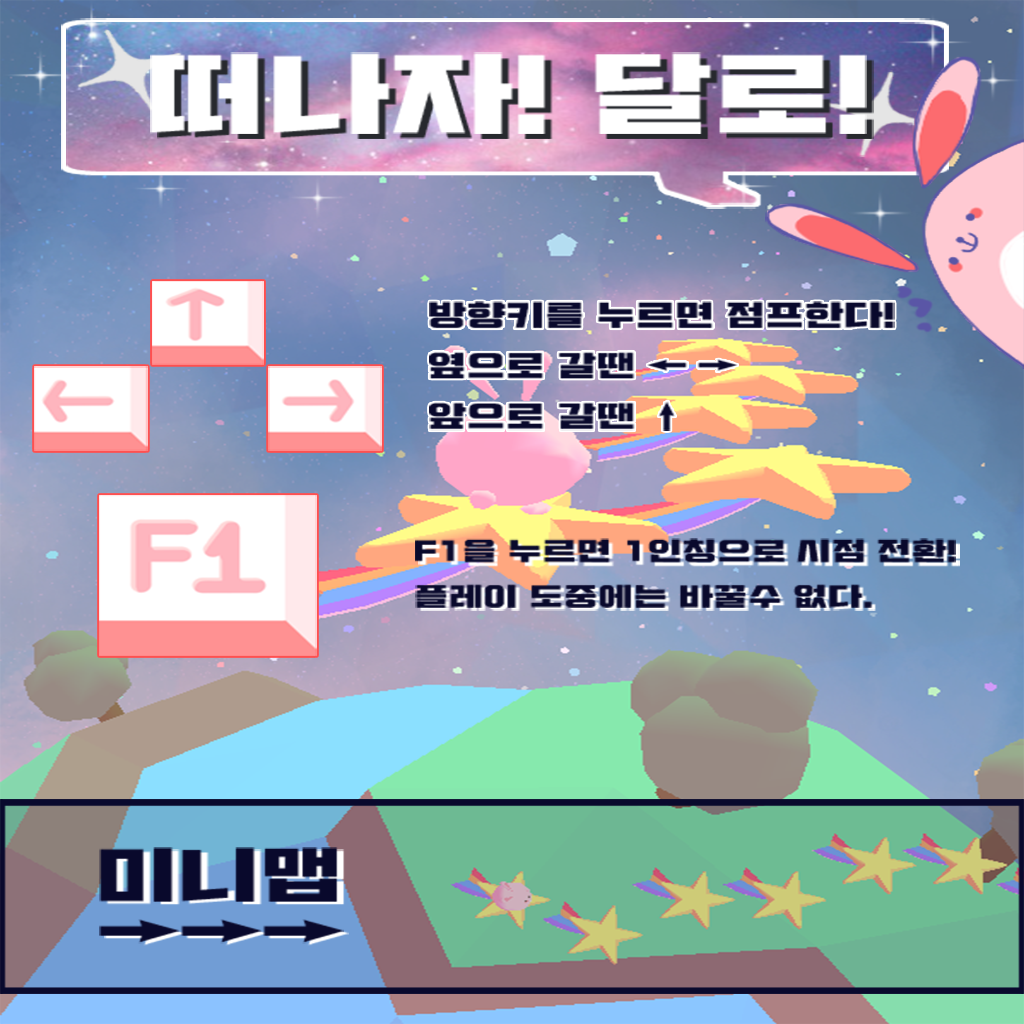 떠나자! 달로!
↑
← →
방향키를 누르면 점프한다!
옆으로 갈땐 ← →
앞으로 갈땐 ↑
F1
F1을 누르면 1인칭으로 시점 전환!
플레이 도중에는 바꿀수 없다.
미니맵
→→→